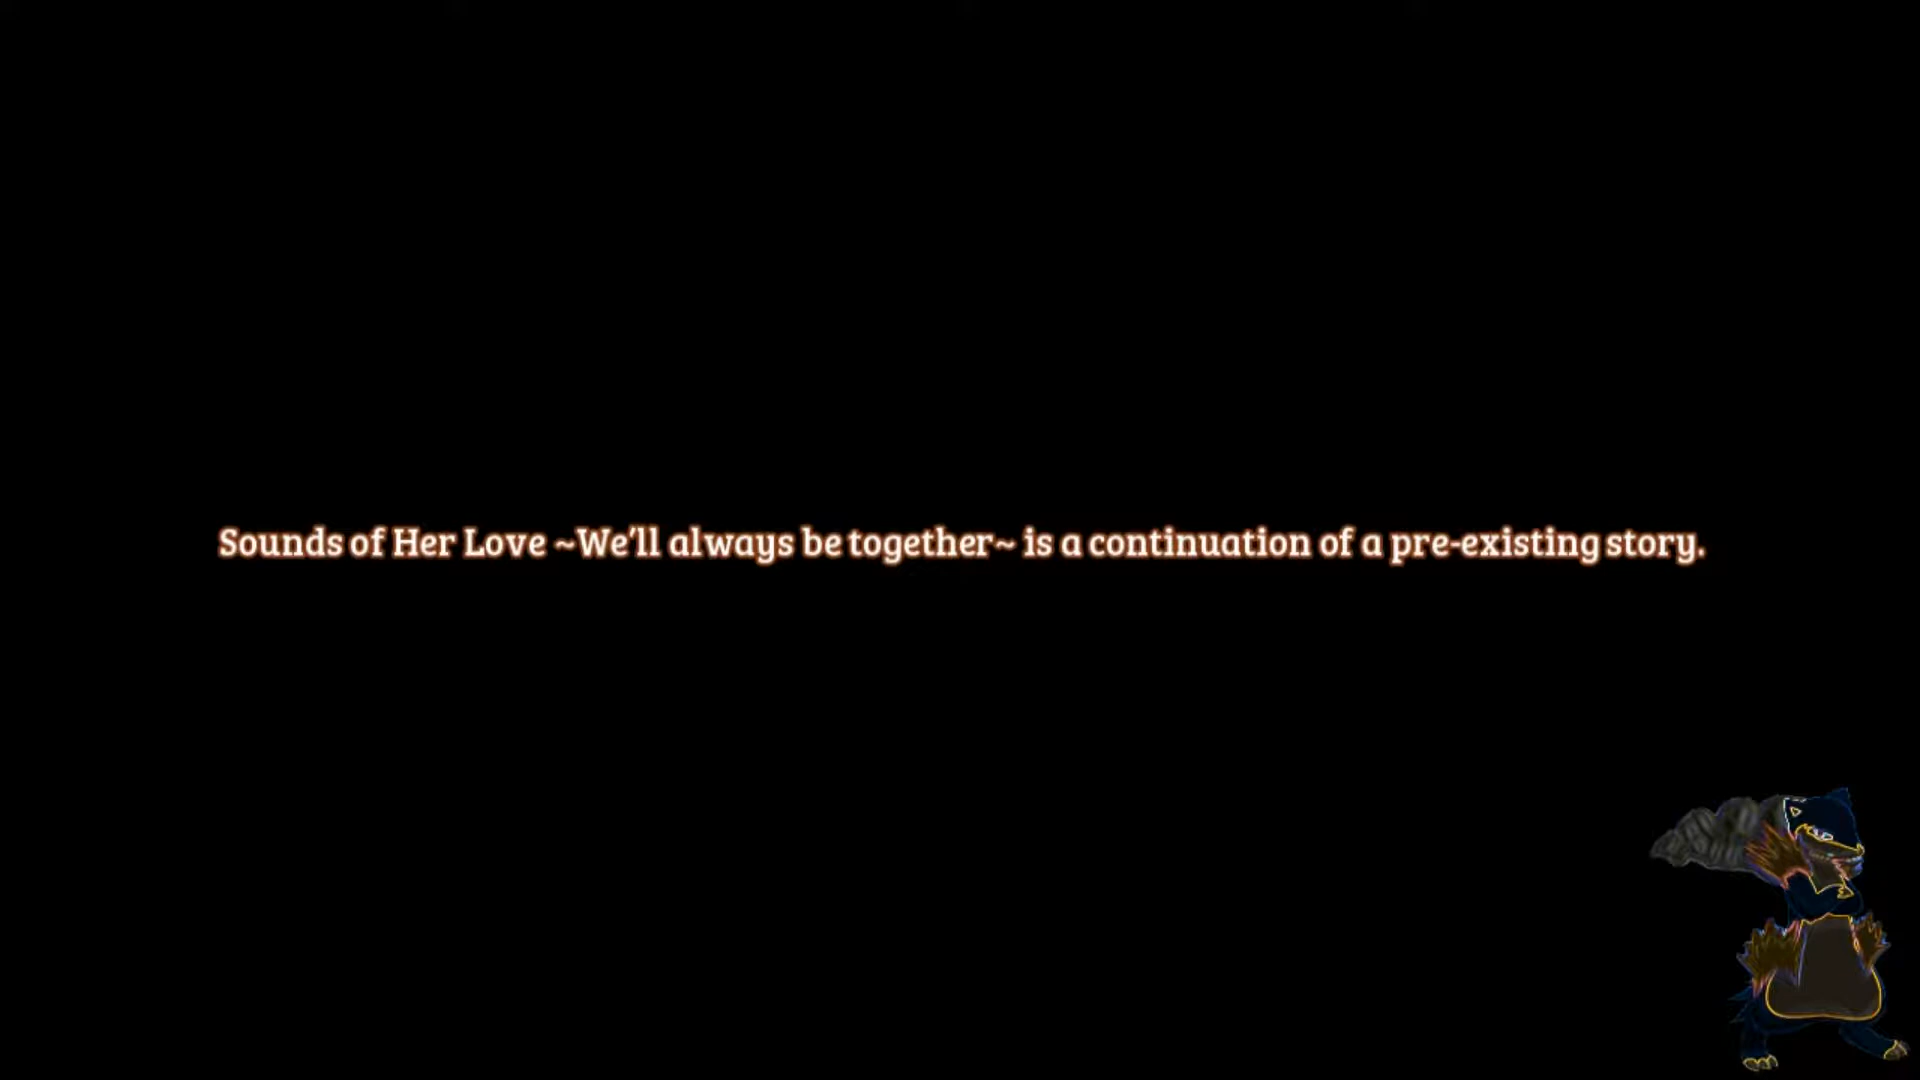 Sounds of Her Love ~We'll always be together~ is a continuation of a pre-existing story.